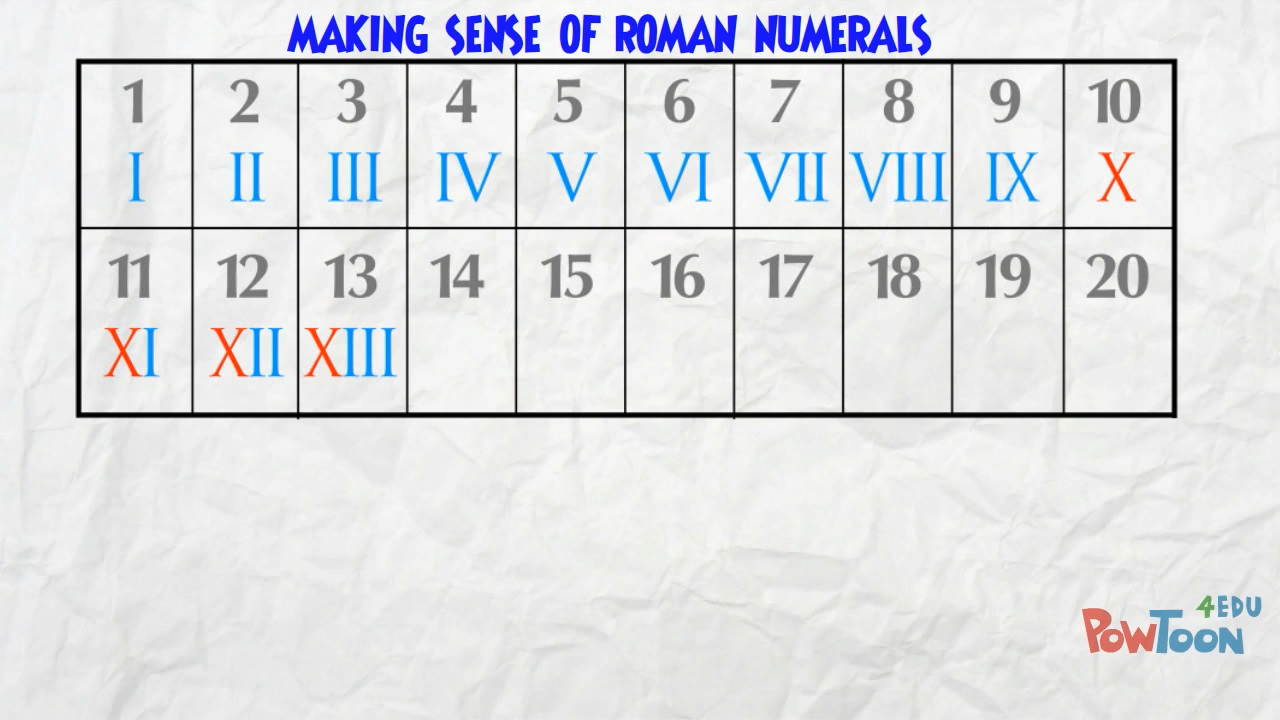 MAKING SENSE OF ROMAN NUMERALS
1 2 3 4 5 6 7 8 9 10
I II III IV V VI VII VIII IX X
11 12 13 14 15 16 17 18 19 20
XI XII XIII
4EDU
POWTOON